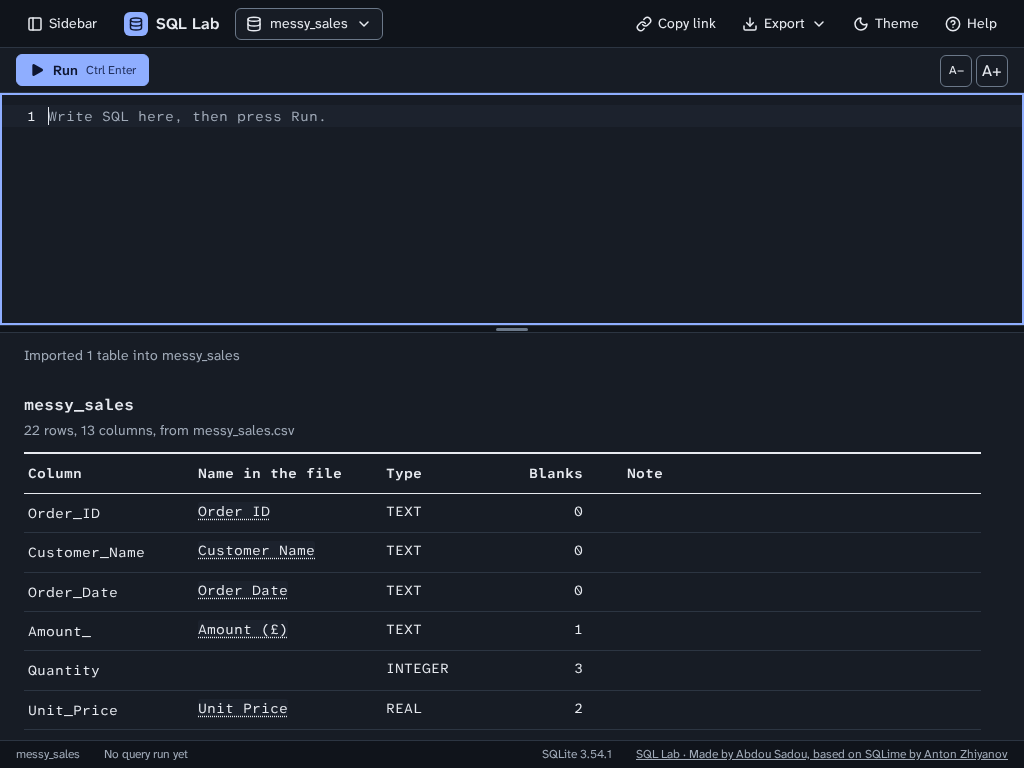 Sidebar SQL Lab messy_sales Copy link Export Theme Help
Run Ctrl Enter A− A+
1 Write SQL here, then press Run.
Imported 1 table into messy_sales
messy_sales
22 rows, 13 columns, from messy_sales.csv
Column Name in the file Type Blanks Note
Order_ID Order ID TEXT 0
Customer_Name Customer Name TEXT 0
Order_Date Order Date TEXT 0
Amount_ Amount (£) TEXT 1
Quantity INTEGER 3
Unit_Price Unit Price REAL 2
messy_sales No query run yet SQLite 3.54.1 SQL Lab · Made by Abdou Sadou, based on SQLime by Anton Zhiyanov